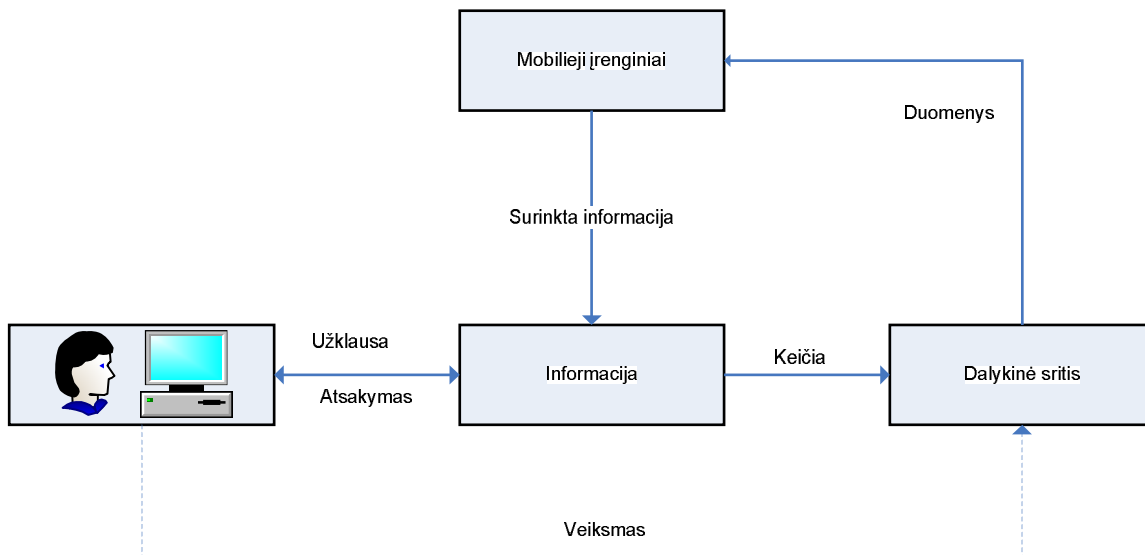 Mobilieji įrenginiai
Duomenys
Surinkta informacija
Užklausa
Atsakymas
Informacija
Keičia
Dalykinė sritis
Veiksmas